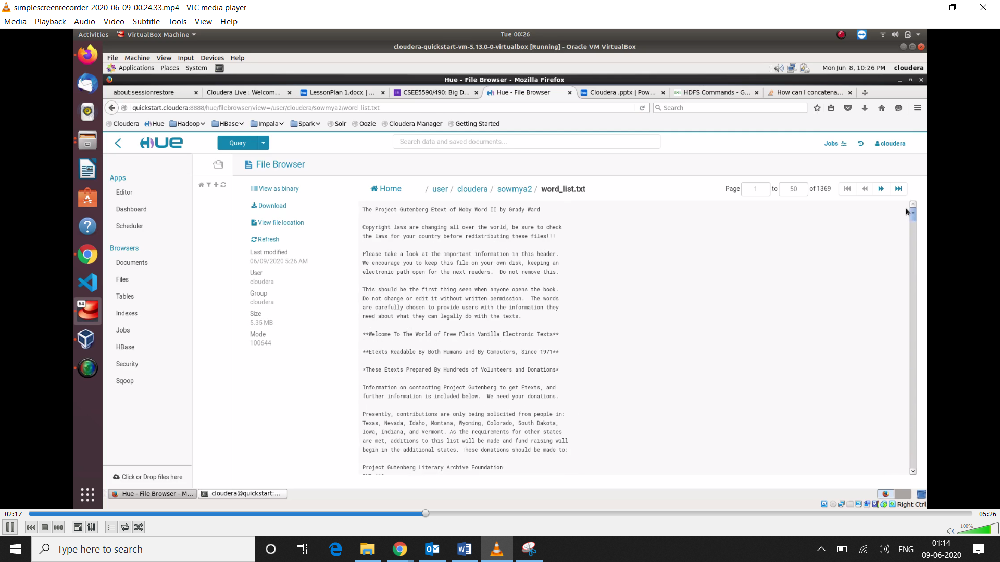 simplescreenrecorder-2020-06-09_00.24.33.mp4 - VLC media player
Media Playback Audio Video Subtitle Tools View Help
Activities VirtualBox Machine Tue 00:26
cloudera-quickstart-vm-5.13.0-0-virtualbox [Running] - Oracle VM VirtualBox
File Machine View Input Devices Help
Applications Places System Mon Jun 8, 10:26 PM cloudera
Hue - File Browser - Mozilla Firefox
about:sessionrestore Cloudera Live : Welcom... LessonPlan 1.docx | ... CSEE5590/490: Big D... Hue - File Browser Cloudera .pptx | Pow... HDFS Commands - G... How can I concatena...
quickstart.cloudera:8888/hue/filebrowser/view=/user/cloudera/sowmya2/word_list.txt Search
Cloudera Hue Hadoop HBase Impala Spark Solr Oozie Cloudera Manager Getting Started
HUE Query Search data and saved documents... Jobs cloudera
File Browser
Apps
Editor
Dashboard
Scheduler
Browsers
Documents
Files
Tables
Indexes
Jobs
HBase
Security
Sqoop
Click or Drop files here
View as binary
Download
View file location
Refresh
Last modified
06/09/2020 5:26 AM
User
cloudera
Group
cloudera
Size
5.35 MB
Mode
100644
Home / user / cloudera / sowmya2 / word_list.txt
Page 1 to 50 of 1369
The Project Gutenberg Etext of Moby Word II by Grady Ward
Copyright laws are changing all over the world, be sure to check
the laws for your country before redistributing these files!!!
Please take a look at the important information in this header.
We encourage you to keep this file on your own disk, keeping an
electronic path open for the next readers.  Do not remove this.
This should be the first thing seen when anyone opens the book.
Do not change or edit it without written permission.  The words
are carefully chosen to provide users with the information they
need about what they can legally do with the texts.
**Welcome To The World of Free Plain Vanilla Electronic Texts**
**Etexts Readable By Both Humans and By Computers, Since 1971**
*These Etexts Prepared By Hundreds of Volunteers and Donations*
Information on contacting Project Gutenberg to get Etexts, and
further information is included below.  We need your donations.
Presently, contributions are only being solicited from people in:
Texas, Nevada, Idaho, Montana, Wyoming, Colorado, South Dakota,
Iowa, Indiana, and Vermont. As the requirements for other states
are met, additions to this list will be made and fund raising will
begin in the additional states. These donations should be made to:
Project Gutenberg Literary Archive Foundation
64
Hue - File Browser - M... cloudera@quickstart:...
Right Ctrl
02:17 05:26
100%
Type here to search
ENG
01:14
09-06-2020